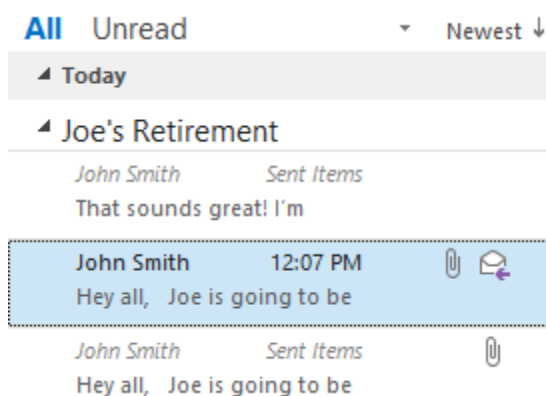 All Unread Newest
Today
Joe's Retirement
John Smith Sent Items
That sounds great! I'm
John Smith 12:07 PM
Hey all, Joe is going to be
John Smith Sent Items
Hey all, Joe is going to be